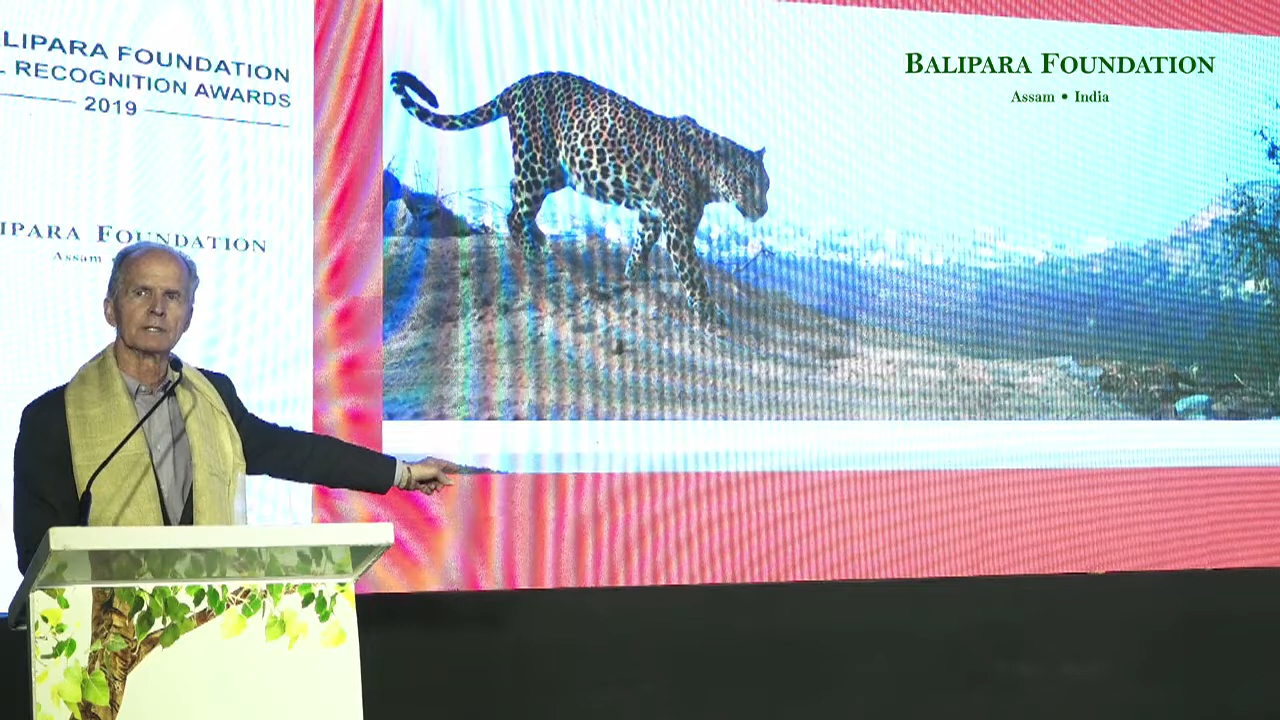 LIPARA FOUNDATION
L RECOGNITION AWARDS
2019
IPARA FOUNDATION
Assam
BALIPARA FOUNDATION
Assam • India